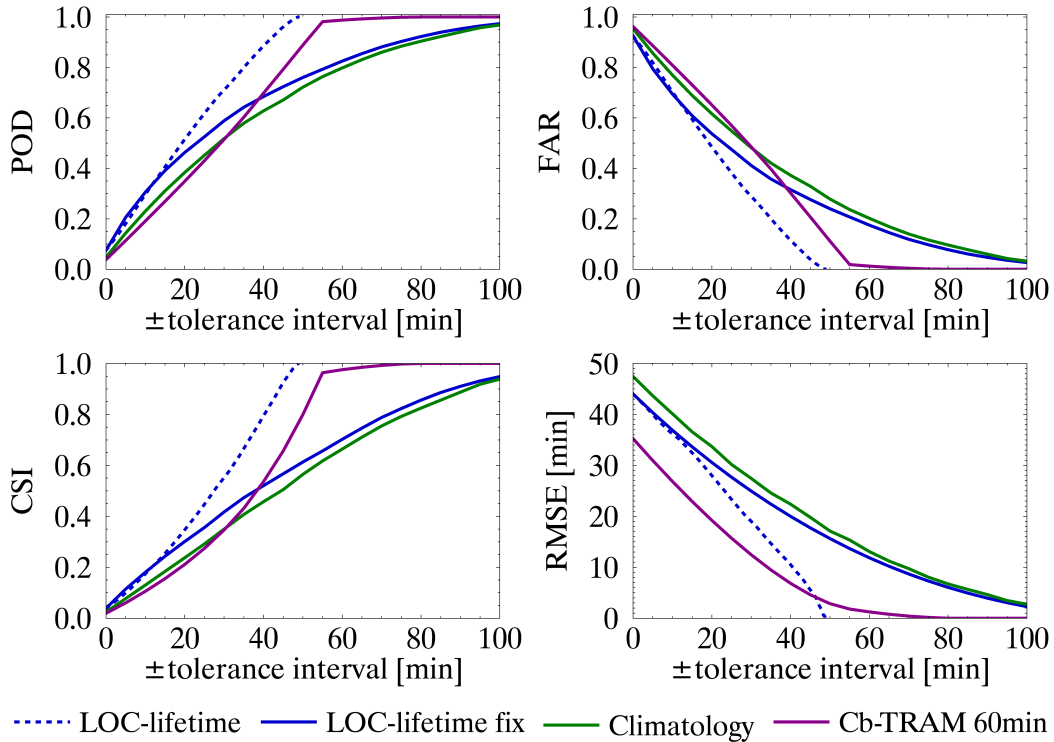 1.0
0.8
0.6
0.4
0.2
0.0
POD
0 20 40 60 80 100
±tolerance interval [min]
1.0
0.8
0.6
0.4
0.2
0.0
FAR
0 20 40 60 80 100
±tolerance interval [min]
1.0
0.8
0.6
0.4
0.2
0.0
CSI
0 20 40 60 80 100
±tolerance interval [min]
50
40
30
20
10
0
RMSE [min]
0 20 40 60 80 100
±tolerance interval [min]
LOC-lifetime LOC-lifetime fix Climatology Cb-TRAM 60min